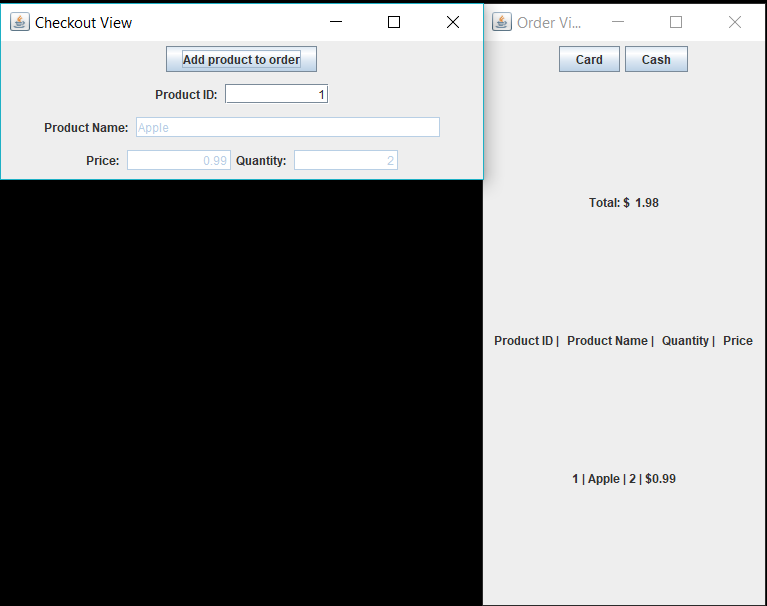 Checkout View
Add product to order
Product ID: 1
Product Name: Apple
Price: 0.99 Quantity: 2
Order Vi...
Card Cash
Total: $ 1.98
Product ID | Product Name | Quantity | Price
1 | Apple | 2 | $0.99